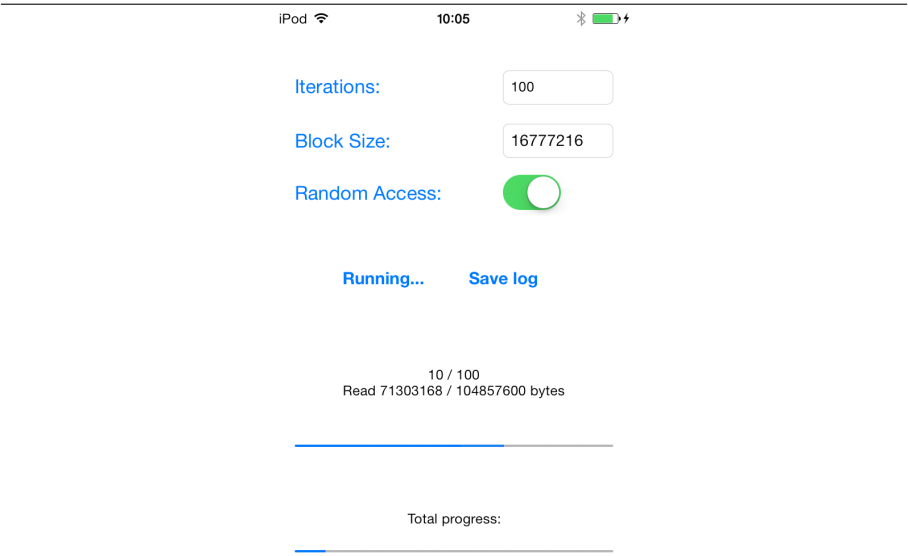 iPod 10:05
Iterations: 100
Block Size: 16777216
Random Access:
Running... Save log
10 / 100
Read 71303168 / 104857600 bytes
Total progress: